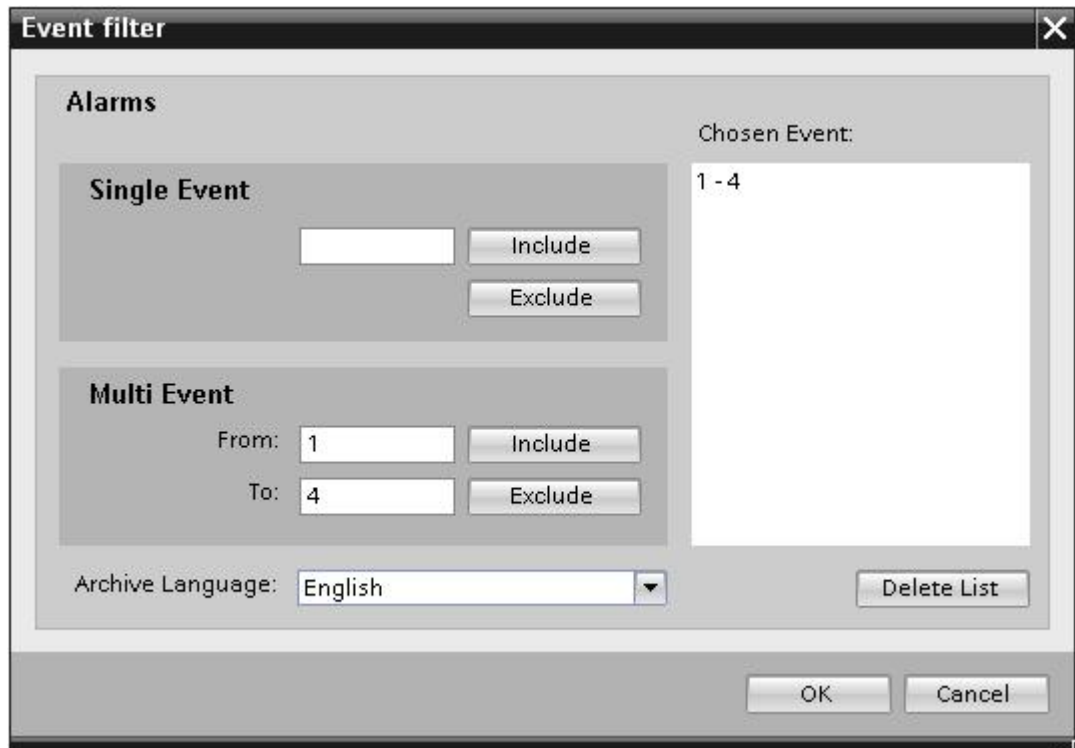 Event filter
Alarms
Chosen Event:
1 - 4
Single Event
Include
Exclude
Multi Event
From: 1 Include
To: 4 Exclude
Archive Language: English
Delete List
OK Cancel